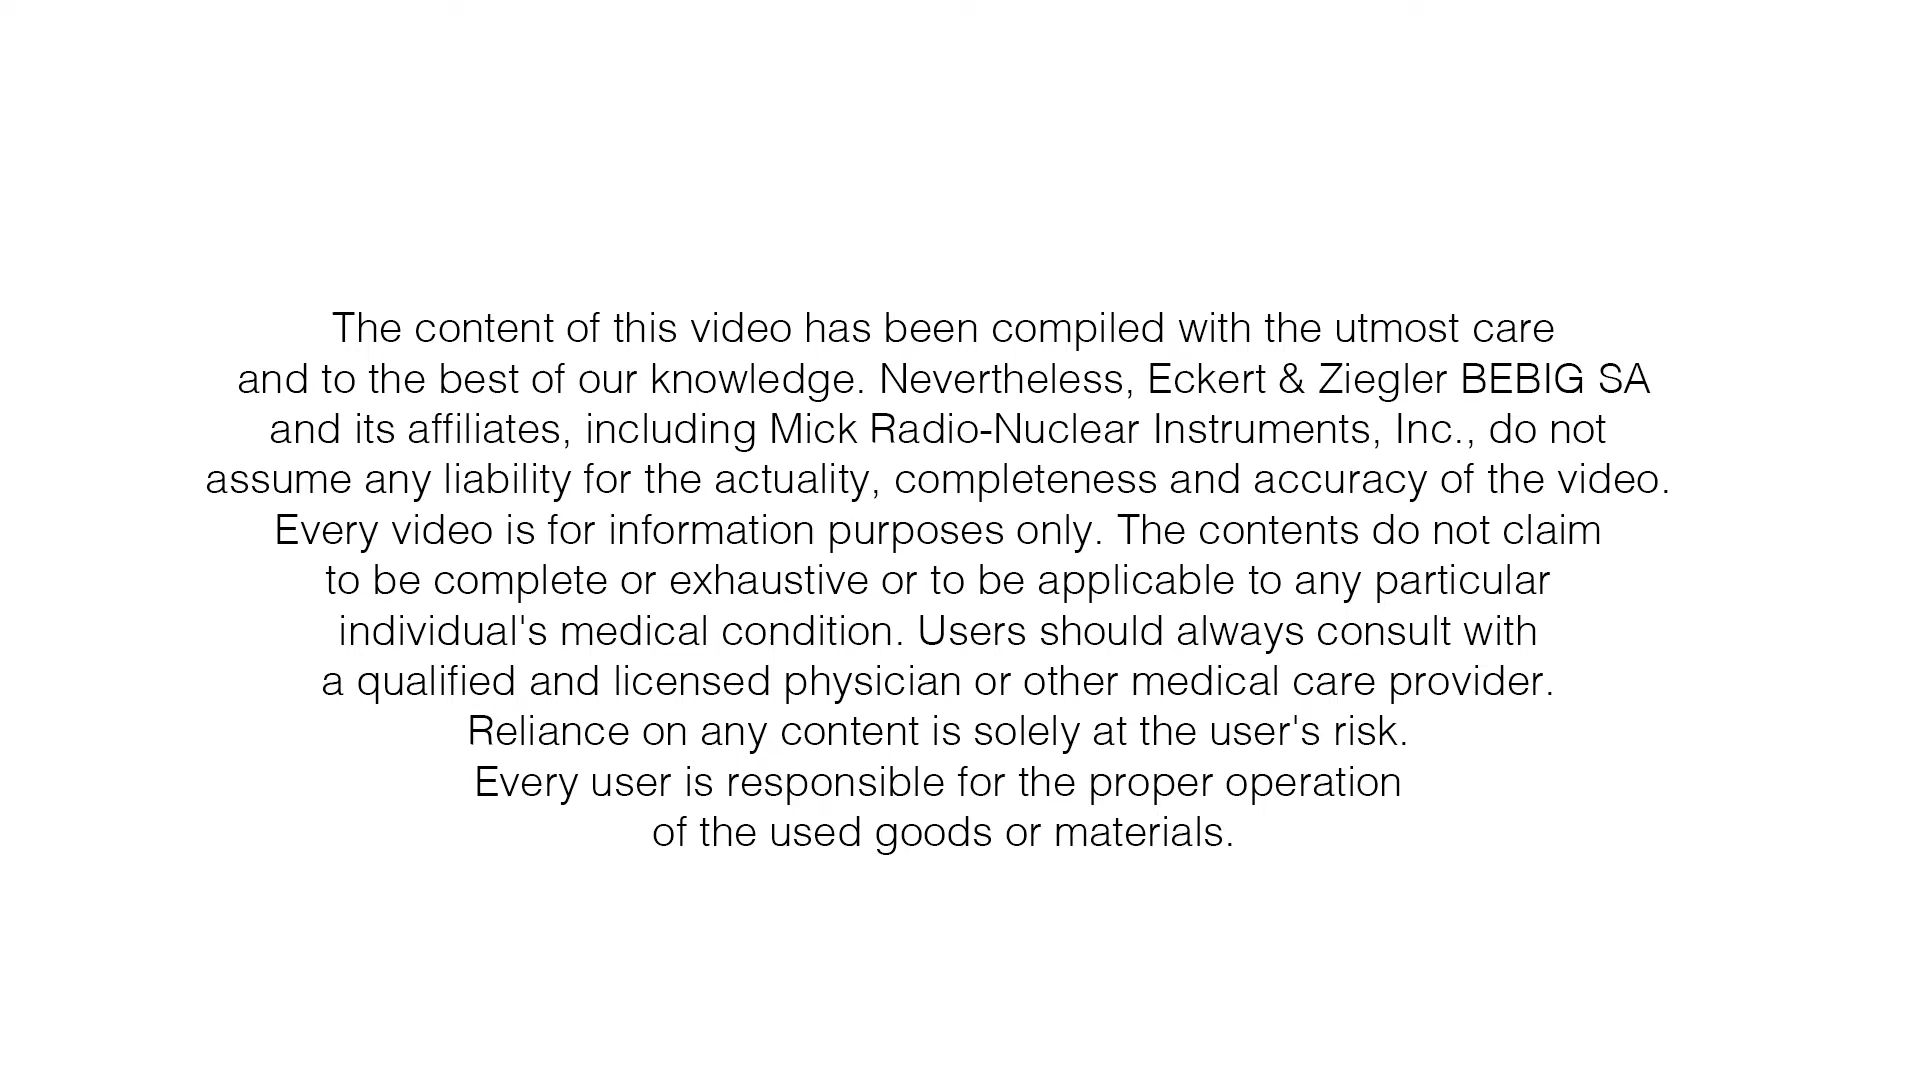 The content of this video has been compiled with the utmost care
and to the best of our knowledge. Nevertheless, Eckert & Ziegler BEBIG SA
and its affiliates, including Mick Radio-Nuclear Instruments, Inc., do not
assume any liability for the actuality, completeness and accuracy of the video.
Every video is for information purposes only. The contents do not claim
to be complete or exhaustive or to be applicable to any particular
individual's medical condition. Users should always consult with
a qualified and licensed physician or other medical care provider.
Reliance on any content is solely at the user's risk.
Every user is responsible for the proper operation
of the used goods or materials.